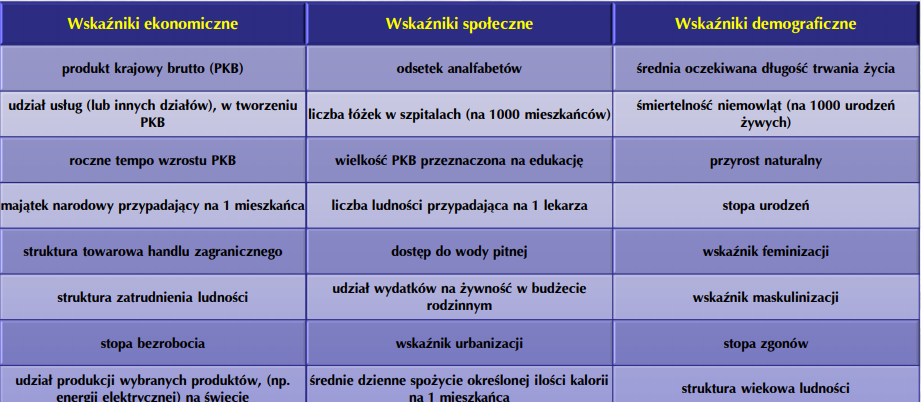 Wskaźniki ekonomiczne Wskaźniki społeczne Wskaźniki demograficzne
produkt krajowy brutto (PKB)
odsetek analfabetów
średnia oczekiwana długość trwania życia
udział usług (lub innych działów), w tworzeniu
PKB
liczba łóżek w szpitalach (na 1000 mieszkańców)
śmiertelność niemowląt (na 1000 urodzeń
żywych)
roczne tempo wzrostu PKB
wielkość PKB przeznaczona na edukację
przyrost naturalny
majątek narodowy przypadający na 1 mieszkańca
liczba ludności przypadająca na 1 lekarza
stopa urodzeń
struktura towarowa handlu zagranicznego
dostęp do wody pitnej
wskaźnik feminizacji
struktura zatrudnienia ludności
udział wydatków na żywność w budżecie
rodzinnym
wskaźnik maskulinizacji
stopa bezrobocia
wskaźnik urbanizacji
stopa zgonów
udział produkcji wybranych produktów, (np.
energii elektrycznej) na świecie
średnie dzienne spożycie określonej ilości kalorii
na 1 mieszkańca
struktura wiekowa ludności